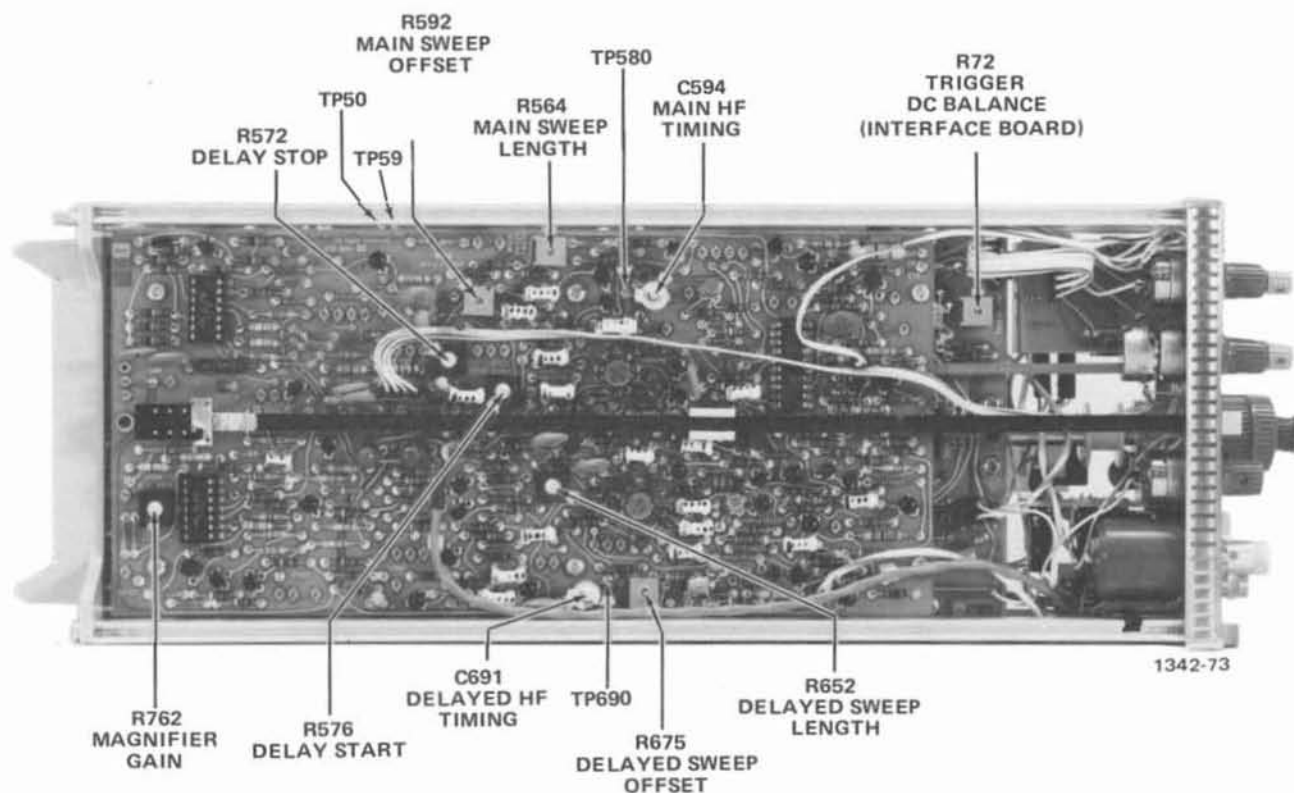 R592
MAIN SWEEP
OFFSET
TP50
R572
DELAY STOP
TP59
R564
MAIN SWEEP
LENGTH
TP580
C594
MAIN HF
TIMING
R72
TRIGGER
DC BALANCE
(INTERFACE BOARD)
1342-73
R762
MAGNIFIER
GAIN
R576
DELAY START
C691
DELAYED HF
TIMING
TP690
R675
DELAYED SWEEP
OFFSET
R652
DELAYED SWEEP
LENGTH